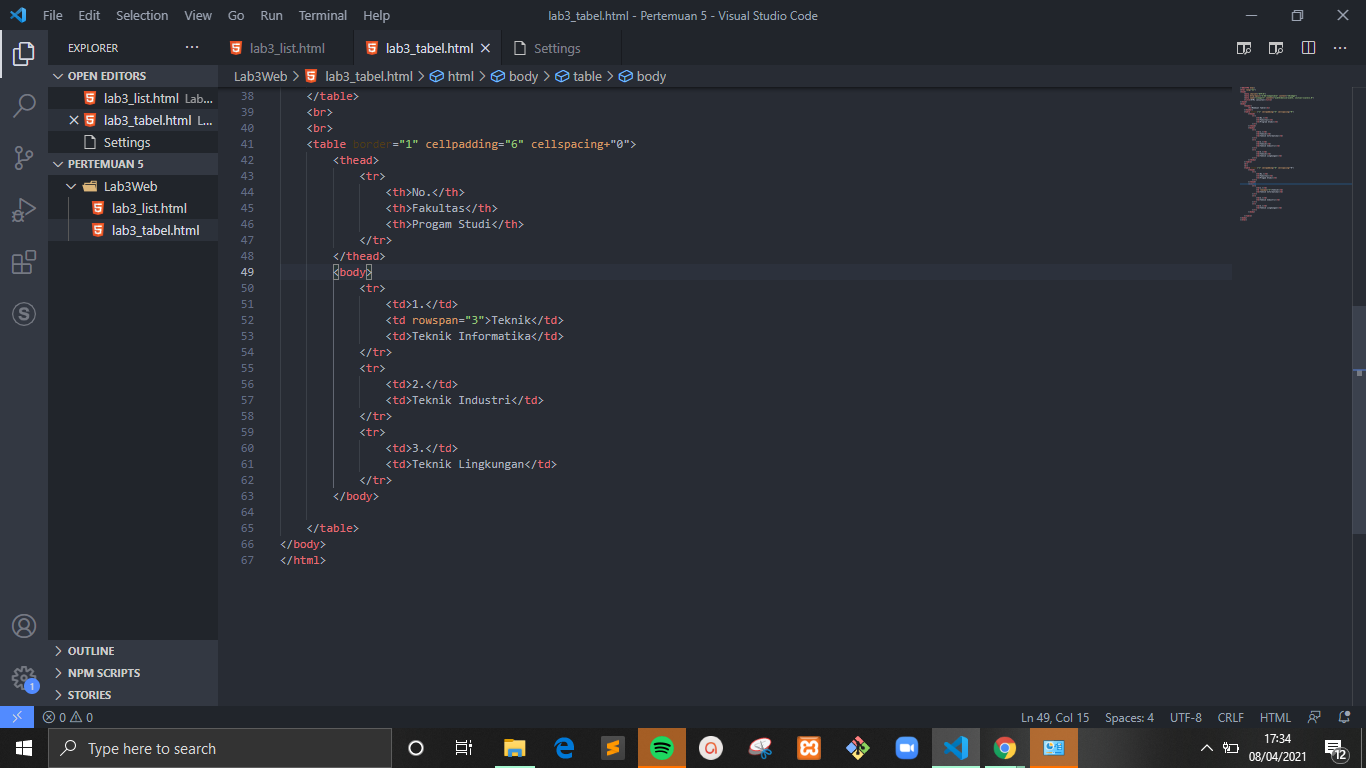 File Edit Selection View Go Run Terminal Help lab3_tabel.html - Pertemuan 5 - Visual Studio Code
EXPLORER
lab3_list.html lab3_tabel.html Settings
OPEN EDITORS
lab3_list.html Lab...
lab3_tabel.html L...
Settings
PERTEMUAN 5
Lab3Web
lab3_list.html
lab3_tabel.html
Lab3Web > lab3_tabel.html > html > body > table > body
38 </table>
39 <br>
40 <br>
41 <table border="1" cellpadding="6" cellspacing+"0">
42 <thead>
43 <tr>
44 <th>No.</th>
45 <th>Fakultas</th>
46 <th>Progam Studi</th>
47 </tr>
48 </thead>
49 <body>
50 <tr>
51 <td>1.</td>
52 <td rowspan="3">Teknik</td>
53 <td>Teknik Informatika</td>
54 </tr>
55 <tr>
56 <td>2.</td>
57 <td>Teknik Industri</td>
58 </tr>
59 <tr>
60 <td>3.</td>
61 <td>Teknik Lingkungan</td>
62 </tr>
63 </body>
64
65 </table>
66 </body>
67 </html>
OUTLINE
NPM SCRIPTS
STORIES
1
0 0 Ln 49, Col 15 Spaces: 4 UTF-8 CRLF HTML
Type here to search
17:34
08/04/2021
12